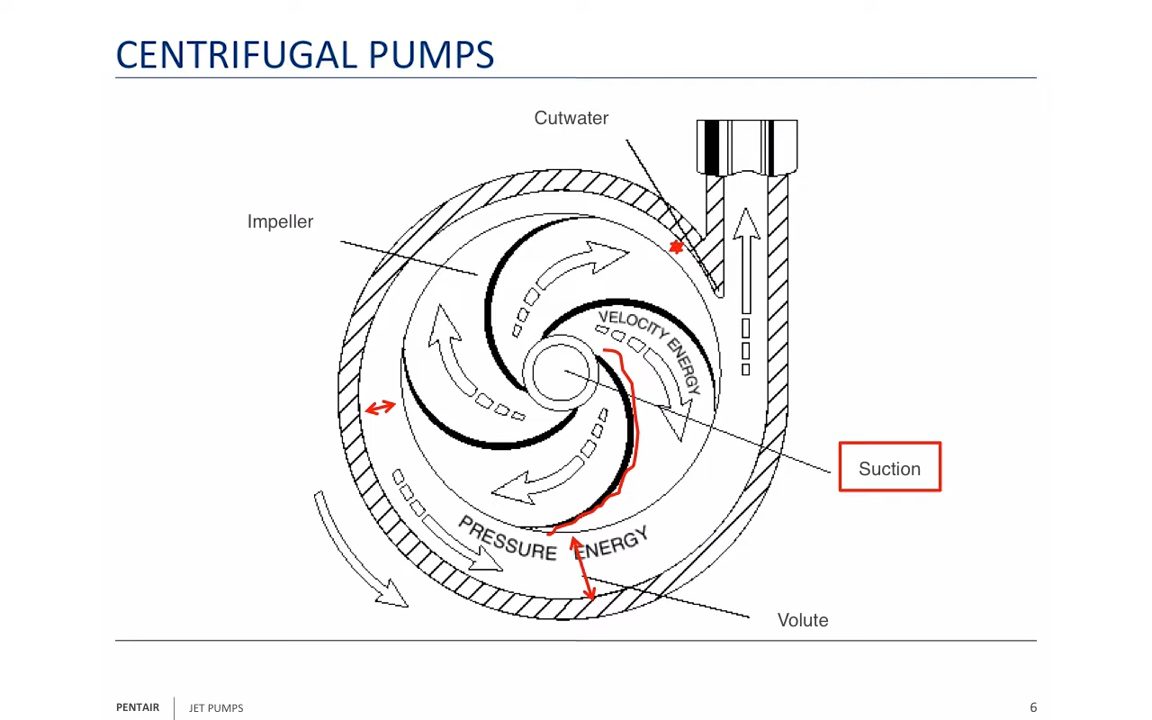 CENTRIFUGAL PUMPS
Cutwater
Impeller
VELOCITY ENERGY
Suction
PRESSURE ENERGY
Volute
PENTAIR JET PUMPS 6